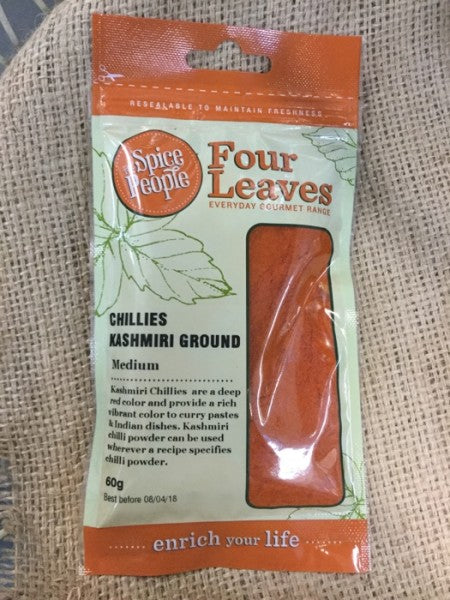 RESEALABLE TO MAINTAIN FRESHNESS
The Spice
People
Four
Leaves
EVERYDAY GOURMET RANGE
CHILLIES
KASHMIRI GROUND
Medium
Kashmiri Chillies are a deep
red color and provide a rich
vibrant color to curry pastes
& Indian dishes. Kashmiri
chilli powder can be used
wherever a recipe specifies
chilli powder.
60g
Best before 08/04/18
enrich your life